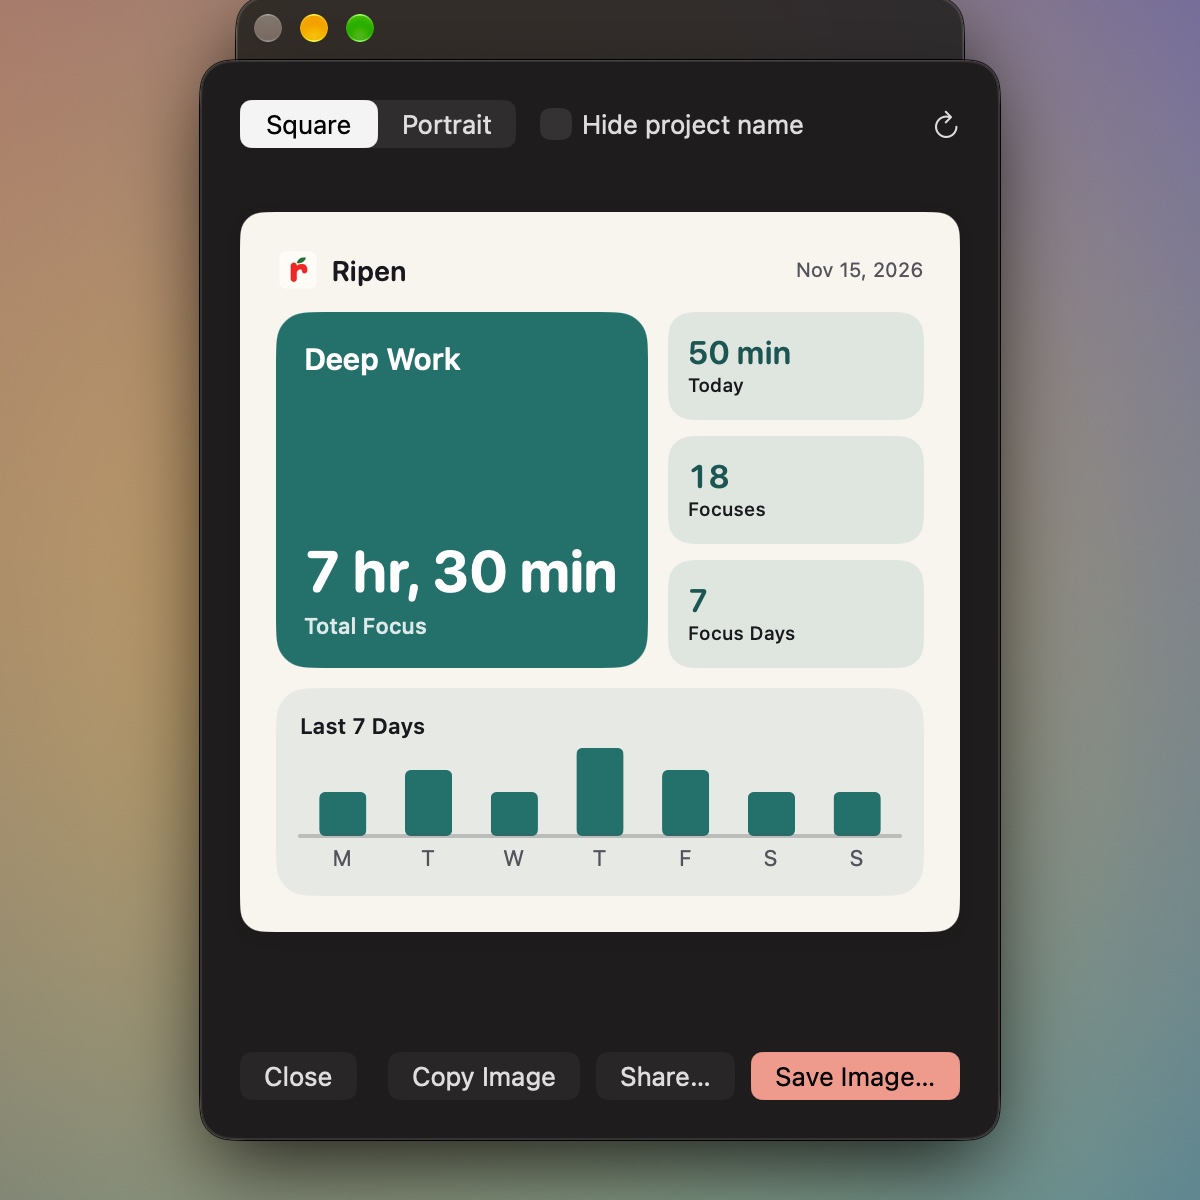 Square
Portrait
Hide project name
Ripen
Nov 15, 2026
Deep Work
7 hr, 30 min
Total Focus
50 min
Today
18
Focuses
7
Focus Days
Last 7 Days
M T W T F S S
Close
Copy Image
Share...
Save Image...